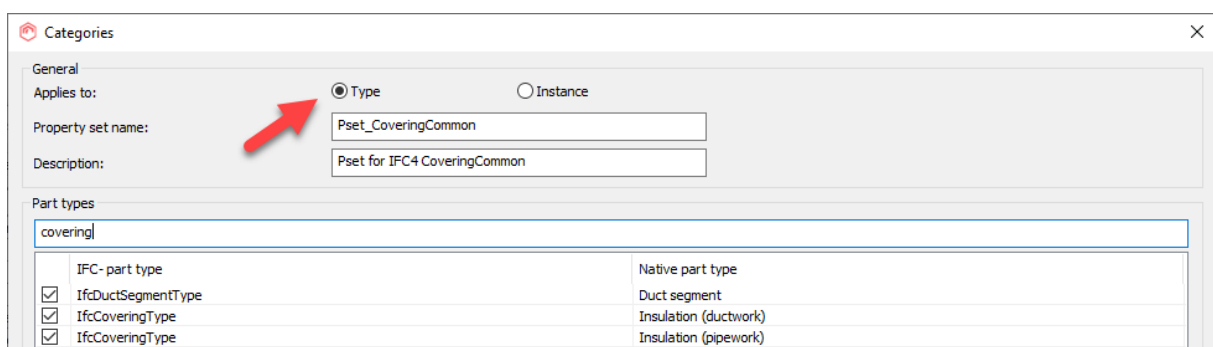 Categories
General
Applies to: Type Instance
Property set name: Pset_CoveringCommon
Description: Pset for IFC4 CoveringCommon
Part types
covering
IFC- part type Native part type
IfcDuctSegmentType Duct segment
IfcCoveringType Insulation (ductwork)
IfcCoveringType Insulation (pipework)